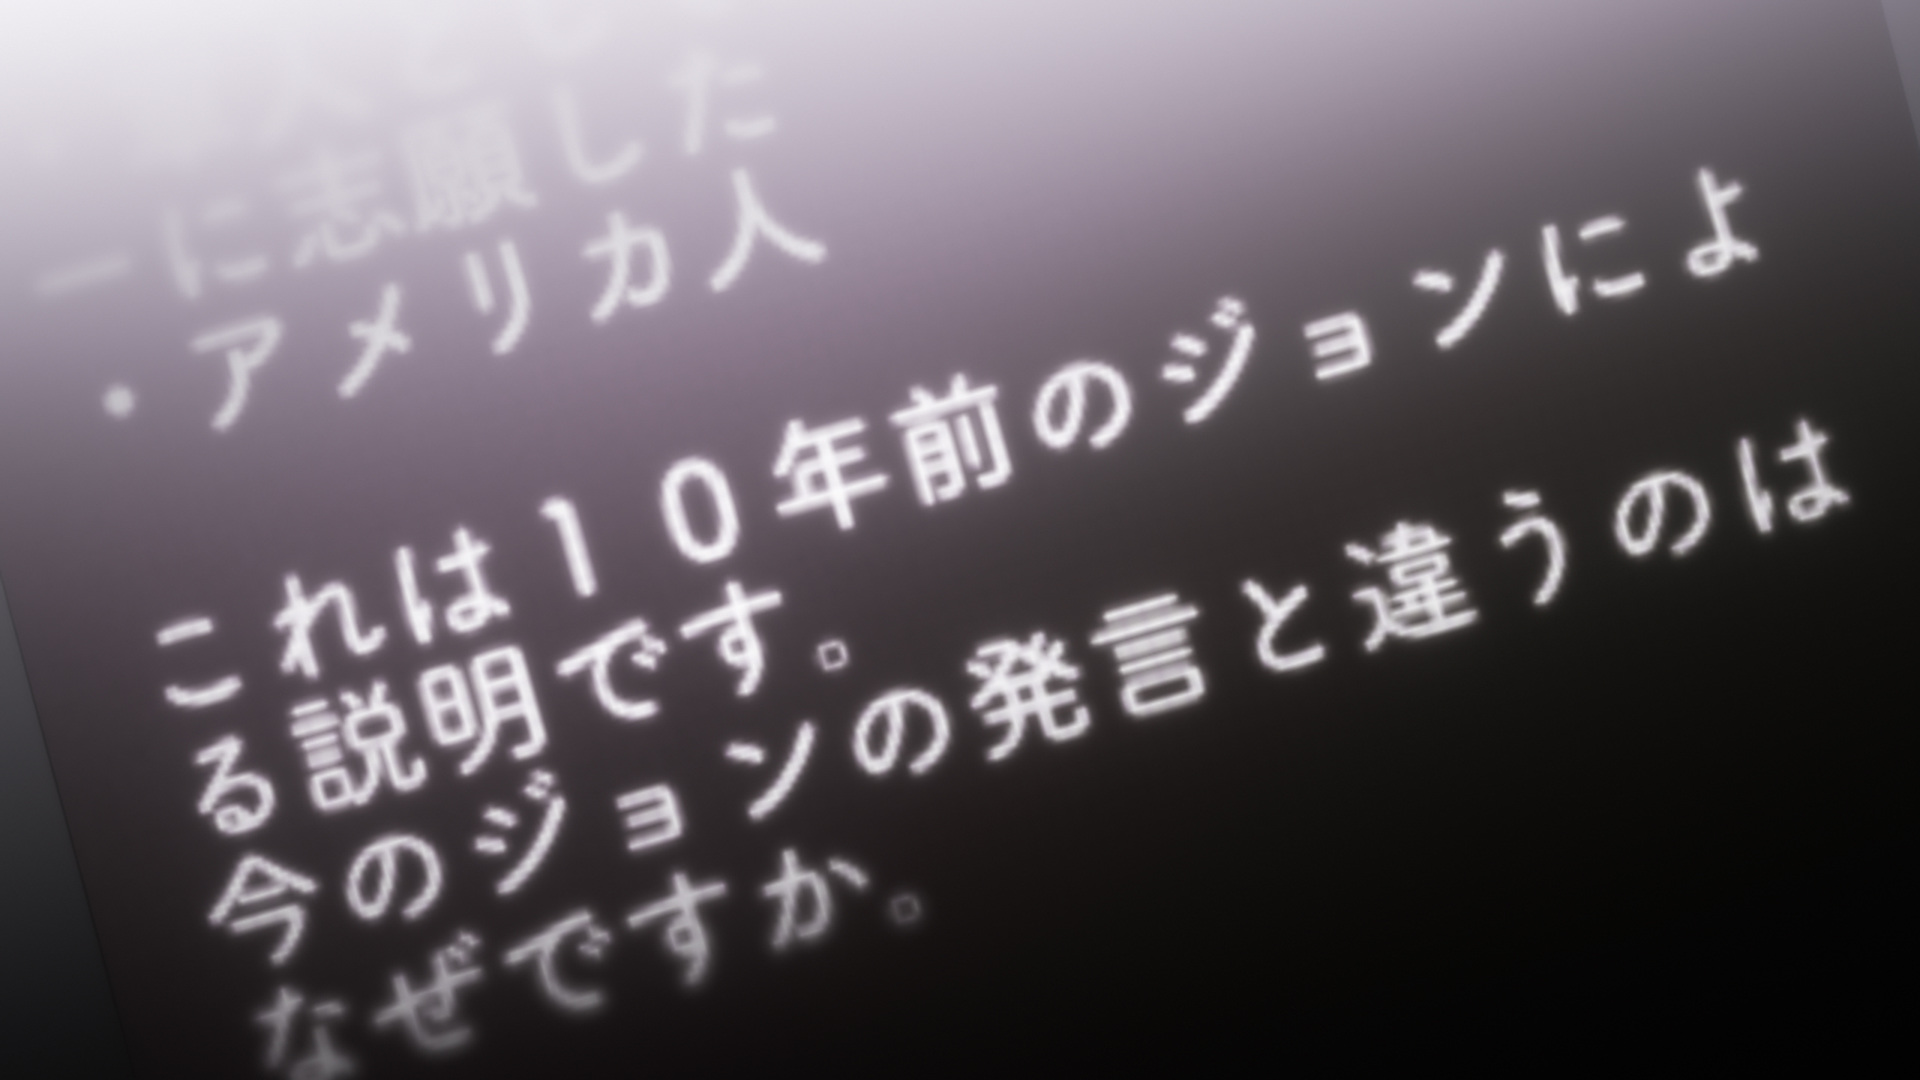 ーに志願した
・アメリカ人
これは１０年前のジョンによ
る説明です。
今のジョンの発言と違うのは
なぜですか。